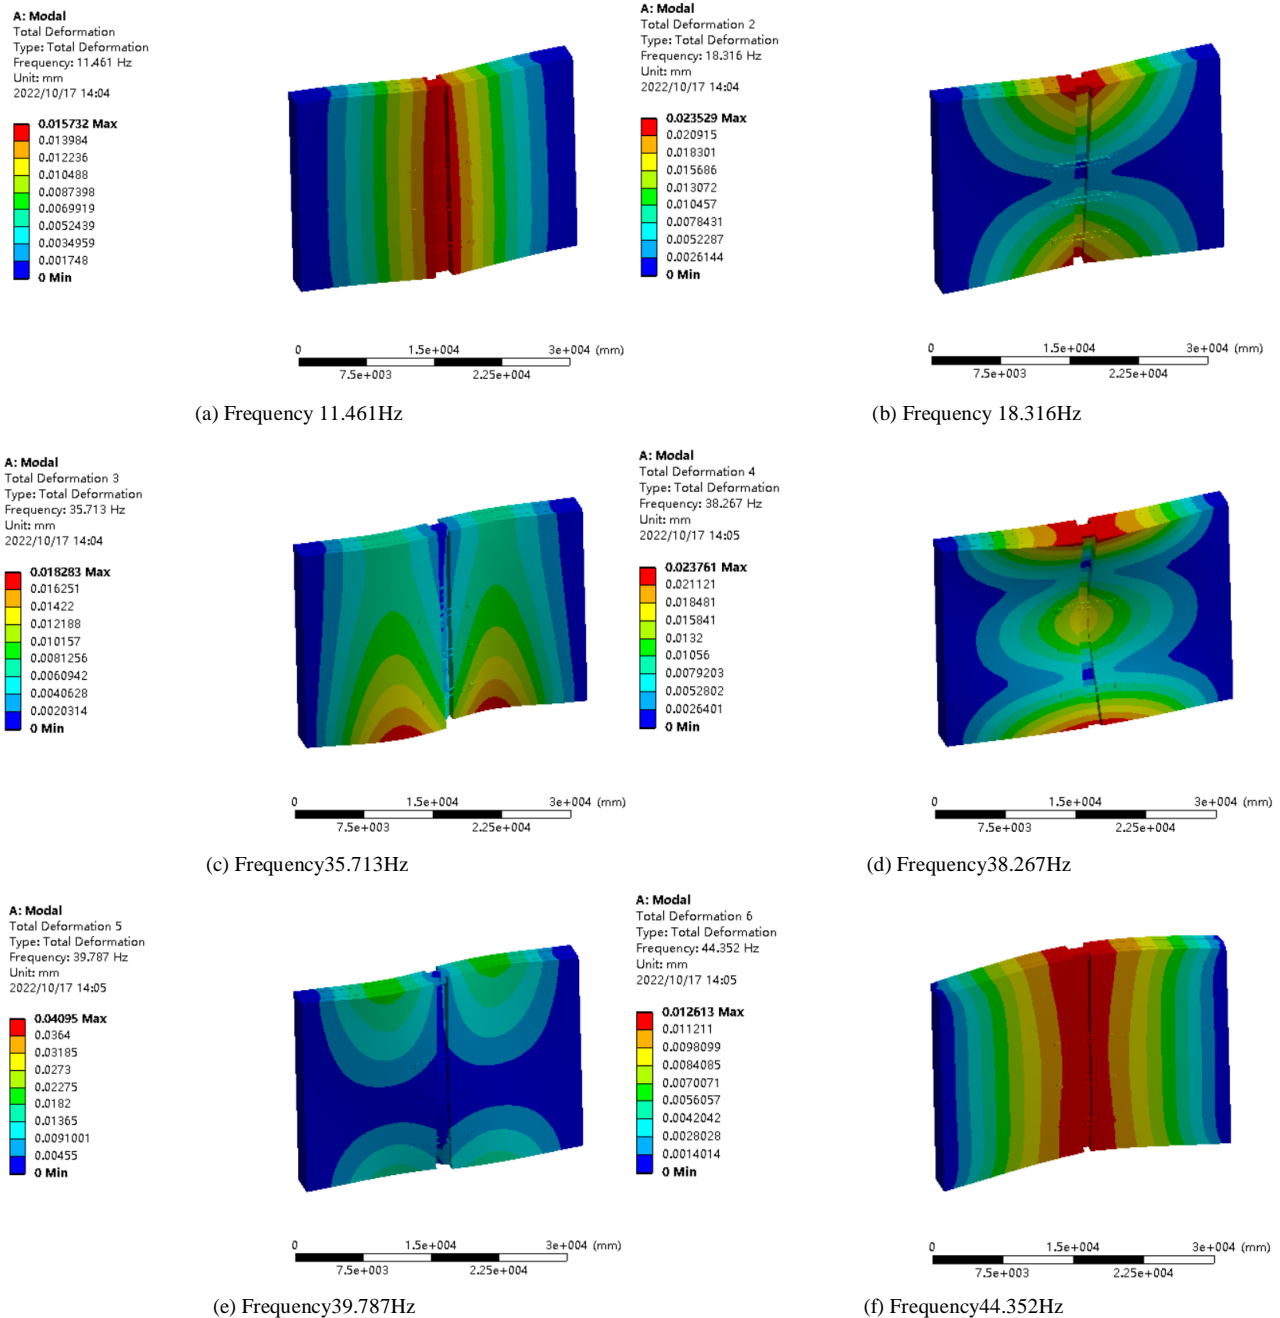 A: Modal
Total Deformation
Type: Total Deformation
Frequency: 11.461 Hz
Unit: mm
2022/10/17 14:04
0.015732 Max
0.013984
0.012236
0.010488
0.0087398
0.0069919
0.0052439
0.0034959
0.001748
0 Min
0 1.5e+004 3e+004 (mm)
7.5e+003 2.25e+004
(a) Frequency 11.461Hz
A: Modal
Total Deformation 2
Type: Total Deformation
Frequency: 18.316 Hz
Unit: mm
2022/10/17 14:04
0.023529 Max
0.020915
0.018301
0.015686
0.013072
0.010457
0.0078431
0.0052287
0.0026144
0 Min
0 1.5e+004 3e+004 (mm)
7.5e+003 2.25e+004
(b) Frequency 18.316Hz
A: Modal
Total Deformation 3
Type: Total Deformation
Frequency: 35.713 Hz
Unit: mm
2022/10/17 14:04
0.018283 Max
0.016251
0.01422
0.012188
0.010157
0.0081256
0.0060942
0.0040628
0.0020314
0 Min
0 1.5e+004 3e+004 (mm)
7.5e+003 2.25e+004
(c) Frequency35.713Hz
A: Modal
Total Deformation 4
Type: Total Deformation
Frequency: 38.267 Hz
Unit: mm
2022/10/17 14:05
0.023761 Max
0.021121
0.018481
0.015841
0.0132
0.01056
0.0079203
0.0052802
0.0026401
0 Min
0 1.5e+004 3e+004 (mm)
7.5e+003 2.25e+004
(d) Frequency38.267Hz
A: Modal
Total Deformation 5
Type: Total Deformation
Frequency: 39.787 Hz
Unit: mm
2022/10/17 14:05
0.04095 Max
0.0364
0.03185
0.0273
0.02275
0.0182
0.01365
0.0091001
0.00455
0 Min
0 1.5e+004 3e+004 (mm)
7.5e+003 2.25e+004
(e) Frequency39.787Hz
A: Modal
Total Deformation 6
Type: Total Deformation
Frequency: 44.352 Hz
Unit: mm
2022/10/17 14:05
0.012613 Max
0.011211
0.0098099
0.0084085
0.0070071
0.0056057
0.0042042
0.0028028
0.0014014
0 Min
0 1.5e+004 3e+004 (mm)
7.5e+003 2.25e+004
(f) Frequency44.352Hz